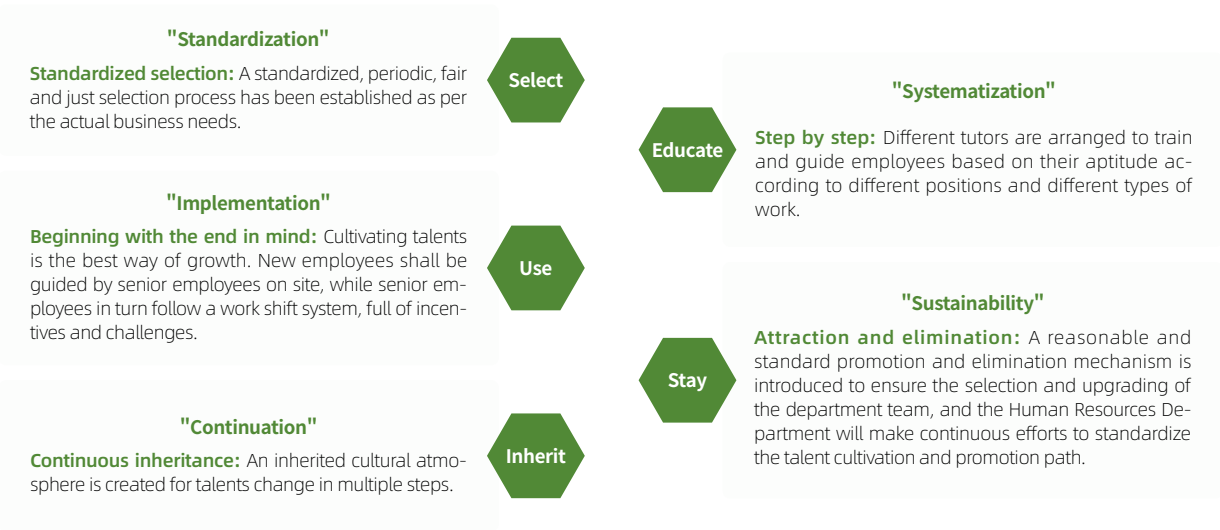 "Standardization"
Standardized selection: A standardized, periodic, fair
and just selection process has been established as per
the actual business needs.
Select
"Systematization"
Step by step: Different tutors are arranged to train
and guide employees based on their aptitude ac-
cording to different positions and different types of
work.
Educate
"Implementation"
Beginning with the end in mind: Cultivating talents
is the best way of growth. New employees shall be
guided by senior employees on site, while senior em-
ployees in turn follow a work shift system, full of incen-
tives and challenges.
Use
"Sustainability"
Attraction and elimination: A reasonable and
standard promotion and elimination mechanism is
introduced to ensure the selection and upgrading of
the department team, and the Human Resources De-
partment will make continuous efforts to standardize
the talent cultivation and promotion path.
Stay
"Continuation"
Continuous inheritance: An inherited cultural atmo-
sphere is created for talents change in multiple steps.
Inherit